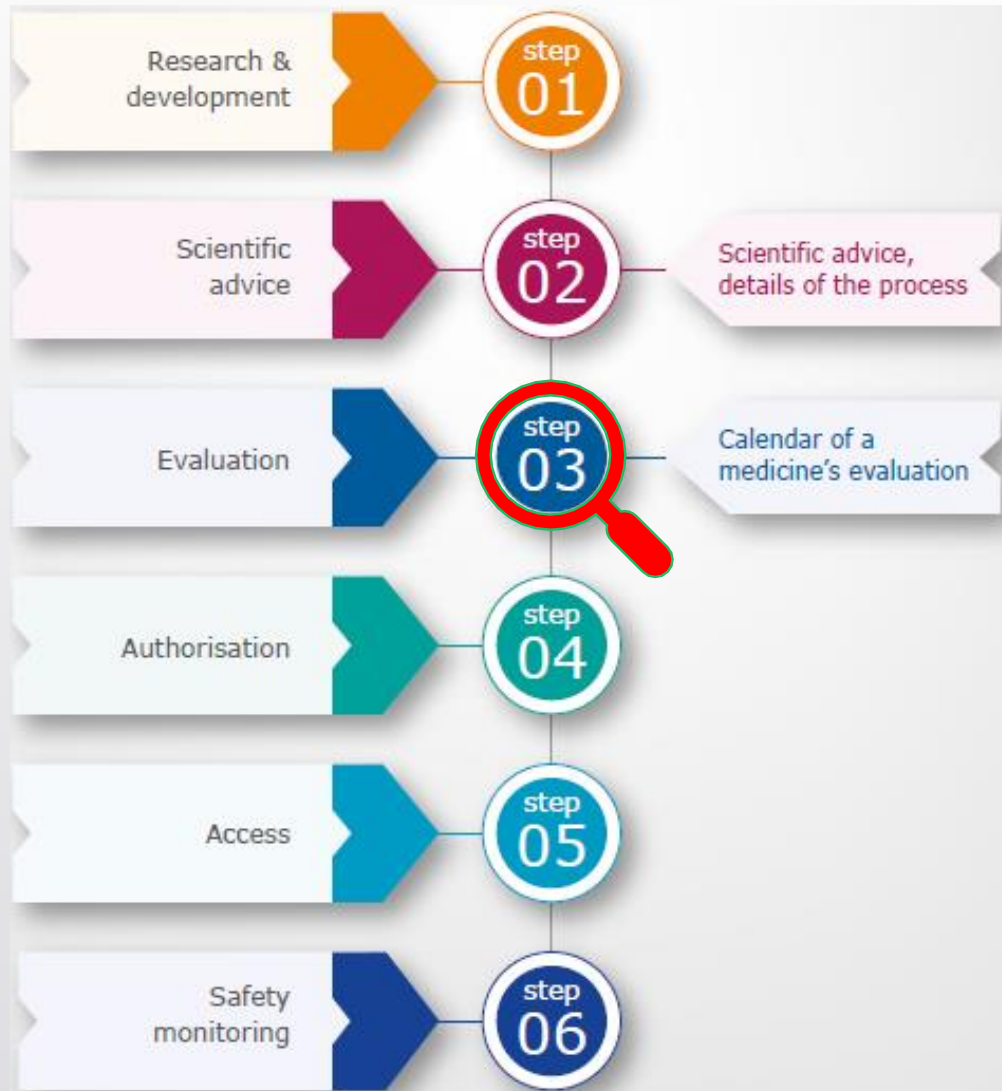 Research &
development
step
01
Scientific
advice
step
02
Scientific advice,
details of the process
Evaluation
step
03
Calendar of a
medicine's evaluation
Authorisation
step
04
Access
step
05
Safety
monitoring
step
06